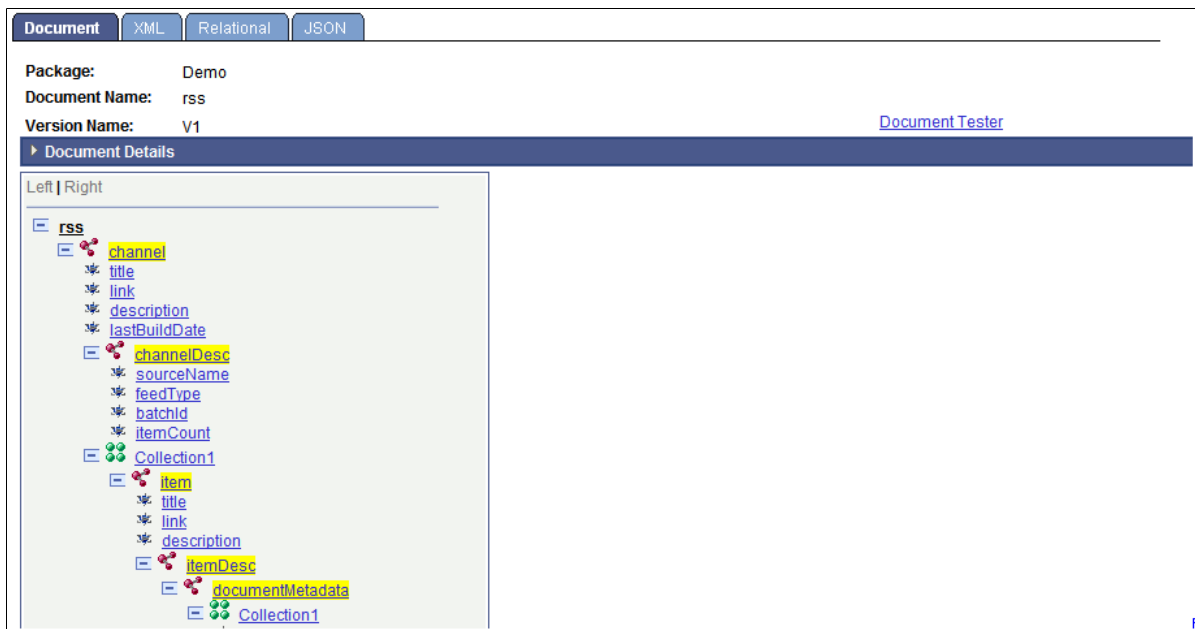 Document XML Relational JSON
Package: Demo
Document Name: rss
Version Name: V1 Document Tester
Document Details
Left | Right
rss
channel
title
link
description
lastBuildDate
channelDesc
sourceName
feedType
batchId
itemCount
Collection1
item
title
link
description
itemDesc
documentMetadata
Collection1